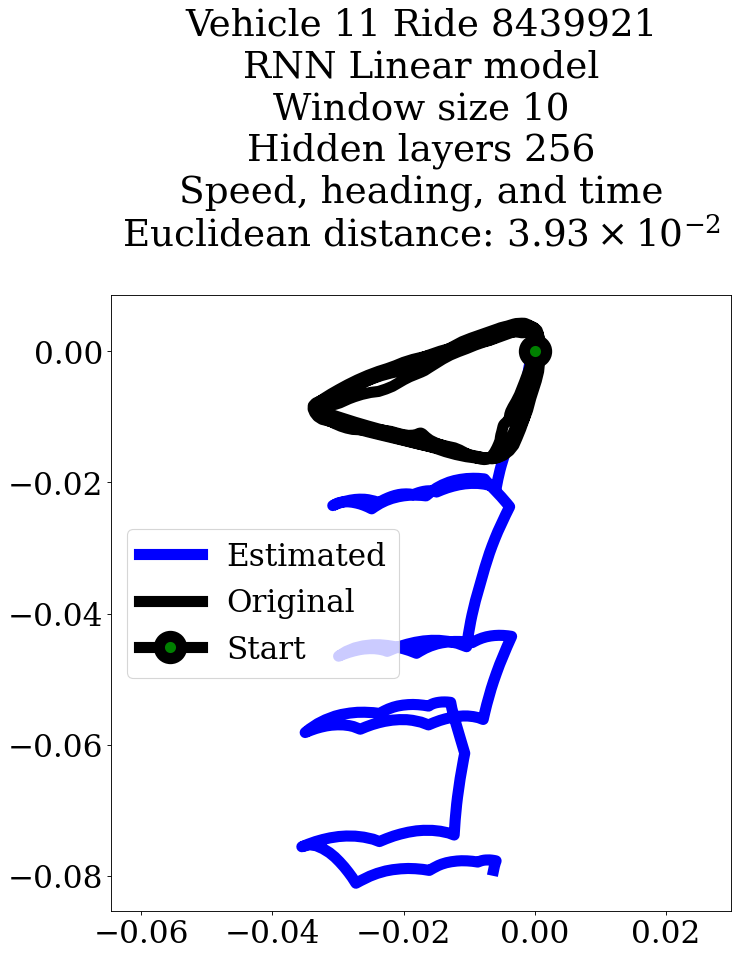 Vehicle 11 Ride 8439921
RNN Linear model
Window size 10
Hidden layers 256
Speed, heading, and time
Euclidean distance: 3.93 × 10⁻²
0.00
−0.02
−0.04
−0.06
−0.08
Estimated
Original
Start
−0.06 −0.04 −0.02 0.00 0.02